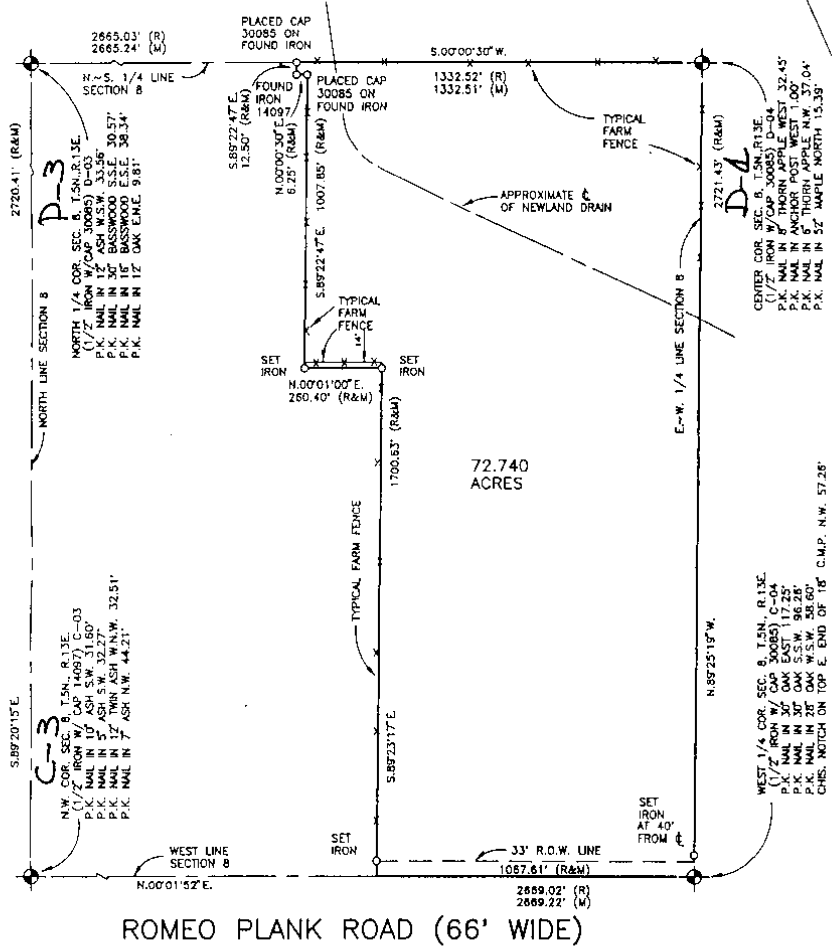 PLACED CAP
30085 ON
FOUND IRON
2665.03' (R)
2665.24' (M)
N.~S. 1/4 LINE
SECTION 8
FOUND
IRON
14097
S.89°22'47"E.
12.50' (R&M)
N.00°00'30"E.
6.25' (R&M)
PLACED CAP
30085 ON
FOUND IRON
S.00°00'30"W.
1332.52' (R)
1332.51' (M)
TYPICAL
FARM
FENCE
APPROXIMATE ℄
OF NEWLAND DRAIN
2720.41' (R&M)
D-3
NORTH 1/4 COR. SEC. 8, T.5N.,R.13E.
(1/2" IRON W/CAP 30085) D-03
P.K. NAIL IN 12" ASH W.S.W. 33.56'
P.K. NAIL IN 30" BASSWOOD S.S.E. 30.57'
P.K. NAIL IN 16" BASSWOOD E.S.E. 38.34'
P.K. NAIL IN 12" OAK E.N.E. 9.81'
S.89°22'47"E. 1007.85' (R&M)
2721.43' (R&M)
D-4
CENTER COR. SEC. 8, T.5N.,R.13E.
(1/2" IRON W/CAP 30085) D-04
P.K. NAIL IN 8" THORN APPLE WEST 32.45'
P.K. NAIL IN ANCHOR POST WEST 1.00'
P.K. NAIL IN 6" THORN APPLE N.W. 37.04'
P.K. NAIL IN 52" MAPLE NORTH 15.39'
TYPICAL
FARM
FENCE
14'
SET
IRON
SET
IRON
N.00°01'00"E.
260.40' (R&M)
NORTH LINE SECTION 8
E.~W. 1/4 LINE SECTION 8
1700.63' (R&M)
72.740
ACRES
TYPICAL FARM FENCE
S.89°20'15"E.
C-3
N.W. COR. SEC. 8, T.5N., R.13E.
(1/2" IRON W/ CAP 14097) C-03
P.K. NAIL IN 10" ASH S.W. 31.60'
P.K. NAIL IN 5" ASH S.W. 32.27'
P.K. NAIL IN 12" TWIN ASH W.N.W. 32.51'
P.K. NAIL IN 7" ASH N.W. 44.21'
S.89°23'17"E.
N.89°25'19"W.
WEST 1/4 COR. SEC. 8, T.5N., R.13E.
(1/2" IRON W/ CAP 30085) C-04
P.K. NAIL IN 30" OAK EAST 117.25'
P.K. NAIL IN 30" OAK S.S.W. 96.28'
P.K. NAIL IN 28" OAK W.S.W. 58.60'
CHIS. NOTCH ON TOP E. END OF 18" C.M.P. N.W. 57.26'
SET
IRON
AT 40'
FROM ℄
SET
IRON
33' R.O.W. LINE
WEST LINE
SECTION 8
N.00°01'52"E.
1067.61' (R&M)
2669.02' (R)
2669.22' (M)
ROMEO PLANK ROAD (66' WIDE)